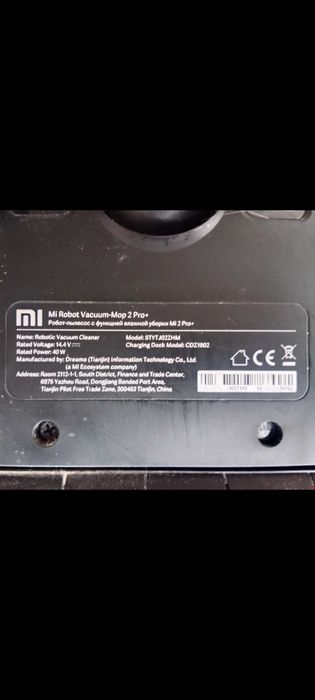 mi Mi Robot Vacuum-Mop 2 Pro+
Робот-пылесос с функцией влажной уборки Mi 2 Pro+
Name: Robotic Vacuum Cleaner Model: STYTJ02ZHM
Rated Voltage: 14.4 V⎓ Charging Dock Model: CDZ1902
Rated Power: 40 W
Manufactured by: Dreame (Tianjin) Information Technology Co., Ltd.
(a Mi Ecosystem company)
Address: Room 2112-1-1, District Finance and Trade Center,
6975 Yazhou Road, Dongjiang Bonded Port Area,
Tianjin Pilot Free Trade Zone, 300463 Tianjin, China
CE